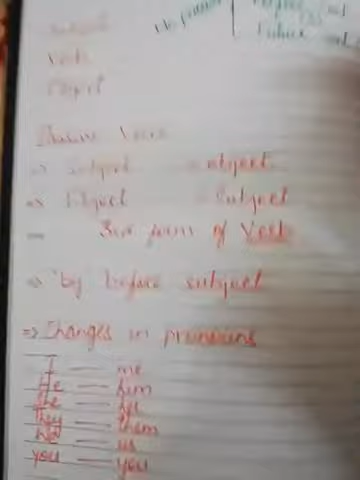 Future
Subject
Verb
Object
Passive Voice
=> Subject - object
=> Object - Subject
- 3rd form of Verb
=> 'by before subject
=> Changes in pronouns
I — me
He — him
she — her
They — them
We — us
you — you